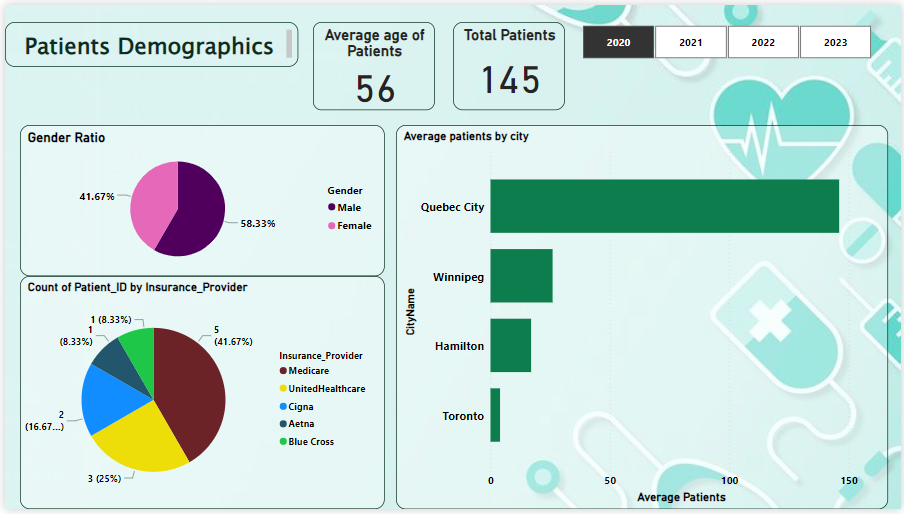 Patients Demographics
Average age of
Patients
56
Total Patients
145
2020
2021
2022
2023
Gender Ratio
41.67%
58.33%
Gender
Male
Female
Count of Patient_ID by Insurance_Provider
1 (8.33%)
1
(8.33%)
5
(41.67%)
2
(16.67...)
3 (25%)
Insurance_Provider
Medicare
UnitedHealthcare
Cigna
Aetna
Blue Cross
Average patients by city
CityName
Quebec City
Winnipeg
Hamilton
Toronto
0
50
100
150
Average Patients